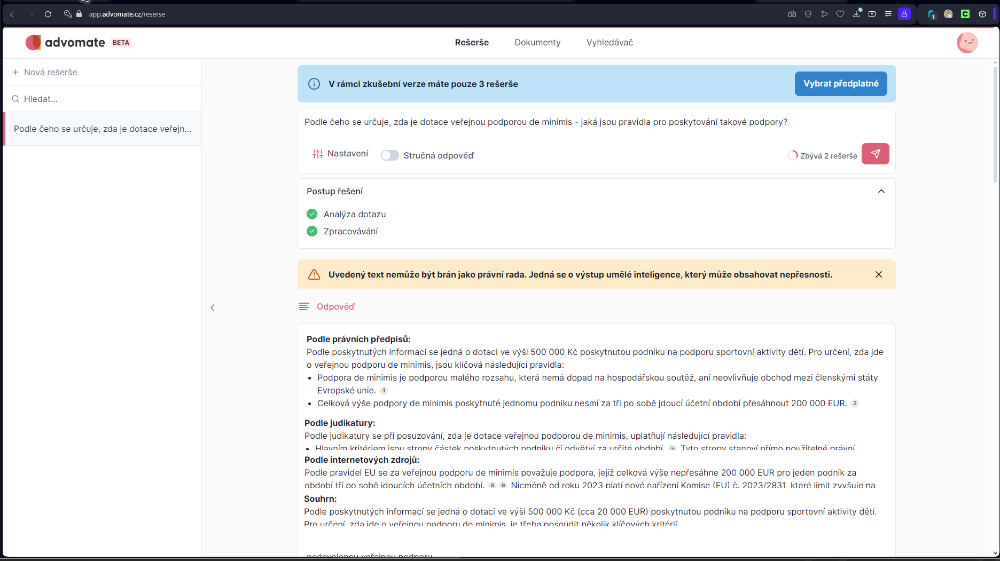 app.advomate.cz/reserse
1
advomate BETA
Rešerše
Dokumenty
Vyhledávač
Nová rešerše
Hledat...
Podle čeho se určuje, zda je dotace veřejn...
V rámci zkušební verze máte pouze 3 rešerše
Vybrat předplatné
Podle čeho se určuje, zda je dotace veřejnou podporou de minimis - jaká jsou pravidla pro poskytování takové podpory?
Nastavení
Stručná odpověď
Zbývá 2 rešerše
Postup řešení
Analýza dotazu
Zpracovávání
Uvedený text nemůže být brán jako právní rada. Jedná se o výstup umělé inteligence, který může obsahovat nepřesnosti.
Odpověď
Podle právních předpisů:
Podle poskytnutých informací se jedná o dotaci ve výši 500 000 Kč poskytnutou podniku na podporu sportovní aktivity dětí. Pro určení, zda jde
o veřejnou podporu de minimis, jsou klíčová následující pravidla:
• Podpora de minimis je podporou malého rozsahu, která nemá dopad na hospodářskou soutěž, ani neovlivňuje obchod mezi členskými státy
Evropské unie. 1
• Celková výše podpory de minimis poskytnuté jednomu podniku nesmí za tři po sobě jdoucí účetní období přesáhnout 200 000 EUR. 2
Podle judikatury:
Podle judikatury se při posuzování, zda je dotace veřejnou podporou de minimis, uplatňují následující pravidla:
• Hlavním kritériem jsou stropy částek poskytnutých podniku či odvětví za určité období. 5 Tyto stropy stanoví přímo použitelné právní
Podle internetových zdrojů:
Podle pravidel EU se za veřejnou podporu de minimis považuje podpora, jejíž celková výše nepřesáhne 200 000 EUR pro jeden podnik za
období tří po sobě jdoucích účetních období. 8 9 Nicméně od roku 2023 platí nové nařízení Komise (EU) č. 2023/2831, které limit zvyšuje na
Souhrn:
Podle poskytnutých informací se jedná o dotaci ve výši 500 000 Kč (cca 20 000 EUR) poskytnutou podniku na podporu sportovní aktivity dětí.
Pro určení, zda jde o veřejnou podporu de minimis, je třeba posoudit několik klíčových kritérií
nedovolenou veřejnou podporu